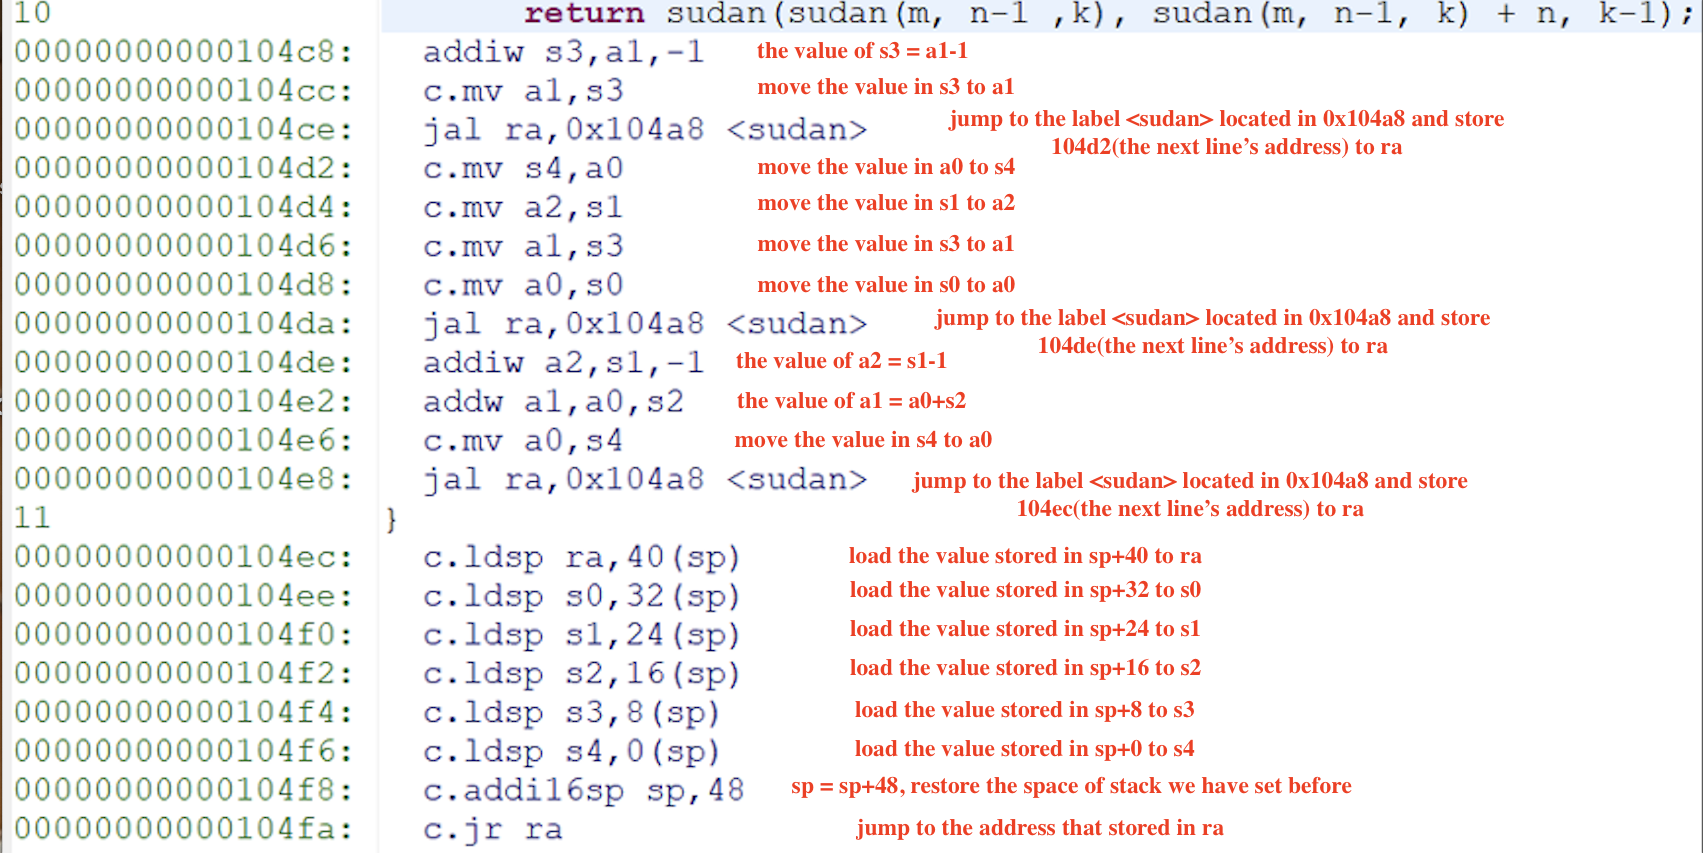 10 return sudan(sudan(m, n-1 ,k), sudan(m, n-1, k) + n, k-1);
00000000000104c8: addiw s3,a1,-1 the value of s3 = a1-1
00000000000104cc: c.mv a1,s3 move the value in s3 to a1
00000000000104ce: jal ra,0x104a8 <sudan> jump to the label <sudan> located in 0x104a8 and store
104d2(the next line's address) to ra
00000000000104d2: c.mv s4,a0 move the value in a0 to s4
00000000000104d4: c.mv a2,s1 move the value in s1 to a2
00000000000104d6: c.mv a1,s3 move the value in s3 to a1
00000000000104d8: c.mv a0,s0 move the value in s0 to a0
00000000000104da: jal ra,0x104a8 <sudan> jump to the label <sudan> located in 0x104a8 and store
104de(the next line's address) to ra
00000000000104de: addiw a2,s1,-1 the value of a2 = s1-1
00000000000104e2: addw a1,a0,s2 the value of a1 = a0+s2
00000000000104e6: c.mv a0,s4 move the value in s4 to a0
00000000000104e8: jal ra,0x104a8 <sudan> jump to the label <sudan> located in 0x104a8 and store
104ec(the next line's address) to ra
11 }
00000000000104ec: c.ldsp ra,40(sp) load the value stored in sp+40 to ra
00000000000104ee: c.ldsp s0,32(sp) load the value stored in sp+32 to s0
00000000000104f0: c.ldsp s1,24(sp) load the value stored in sp+24 to s1
00000000000104f2: c.ldsp s2,16(sp) load the value stored in sp+16 to s2
00000000000104f4: c.ldsp s3,8(sp) load the value stored in sp+8 to s3
00000000000104f6: c.ldsp s4,0(sp) load the value stored in sp+0 to s4
00000000000104f8: c.addi16sp sp,48 sp = sp+48, restore the space of stack we have set before
00000000000104fa: c.jr ra jump to the address that stored in ra